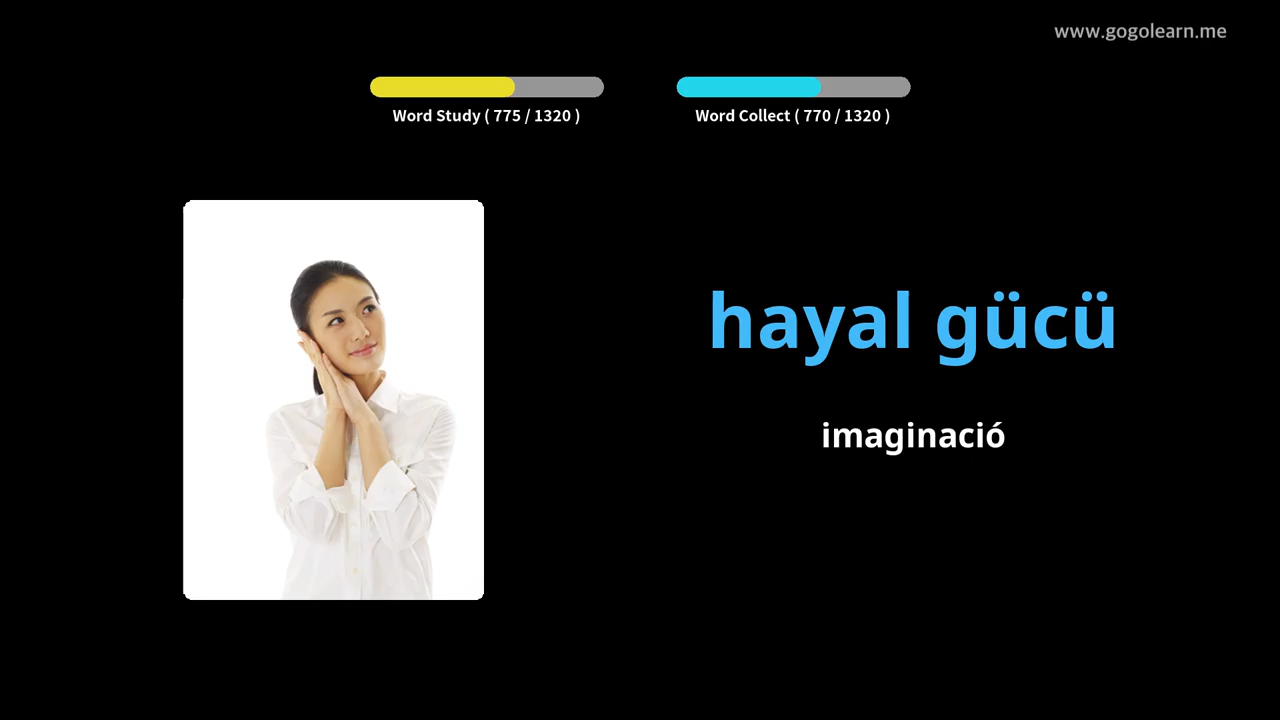 www.gogolearn.me
Word Study ( 775 / 1320 )
Word Collect ( 770 / 1320 )
hayal gücü
imaginació